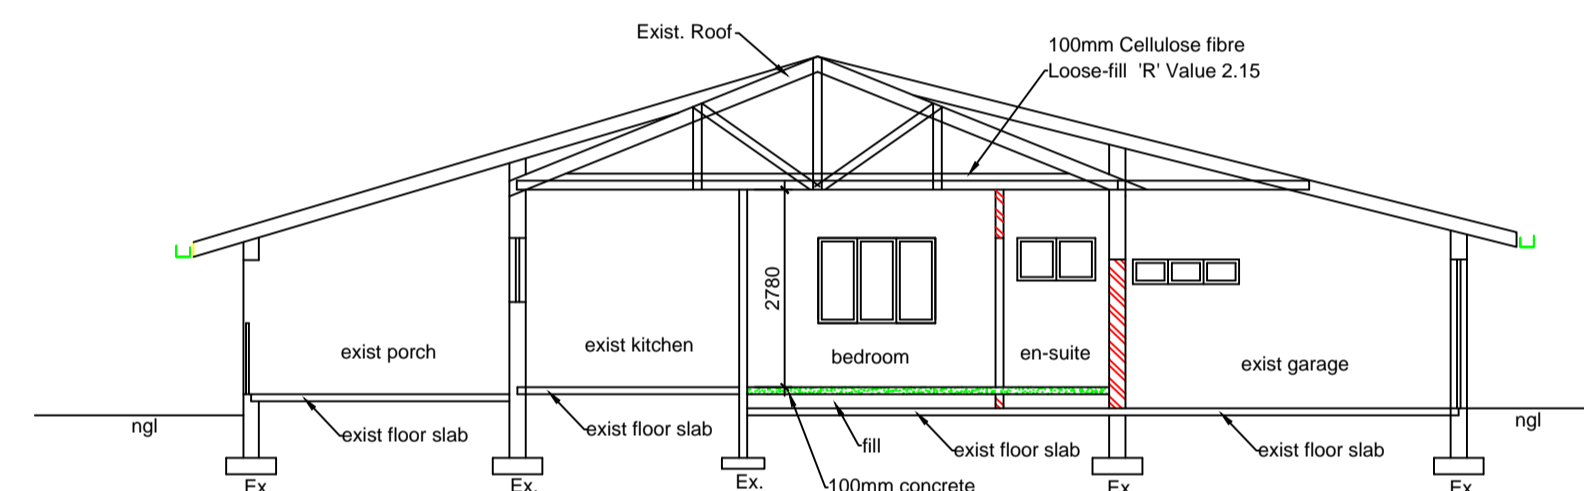 Exist. Roof
100mm Cellulose fibre
Loose-fill 'R' Value 2.15
2780
exist porch
exist kitchen
bedroom
en-suite
exist garage
ngl
exist floor slab
exist floor slab
fill
exist floor slab
exist floor slab
ngl
Ex.
Ex.
Ex.
100mm concrete
Ex.
Ex.